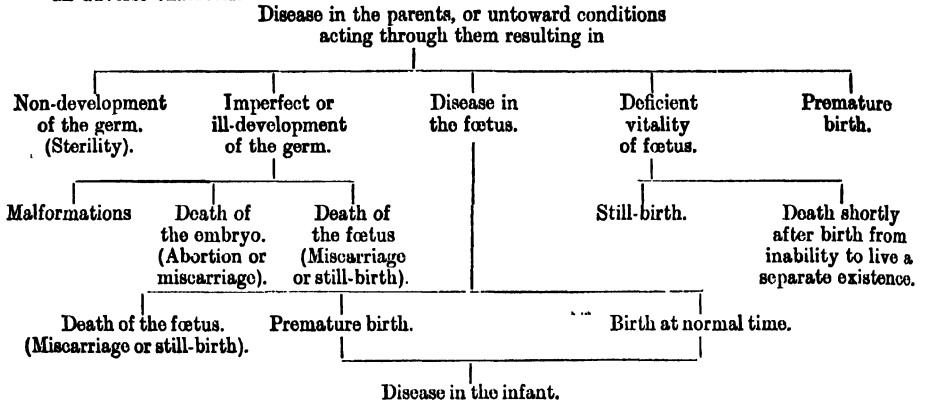 Disease in the parents, or untoward conditions
acting through them resulting in
Non-development
of the germ.
(Sterility).
Imperfect or
ill-development
of the germ.
Disease in
the fœtus.
Deficient
vitality
of fœtus.
Premature
birth.
Malformations
Death of
the embryo.
(Abortion or
miscarriage).
Death of
the fœtus
(Miscarriage
or still-birth).
Still-birth.
Death shortly
after birth from
inability to live a
separate existence.
Death of the fœtus.
(Miscarriage or still-birth).
Premature birth.
Birth at normal time.
Disease in the infant.